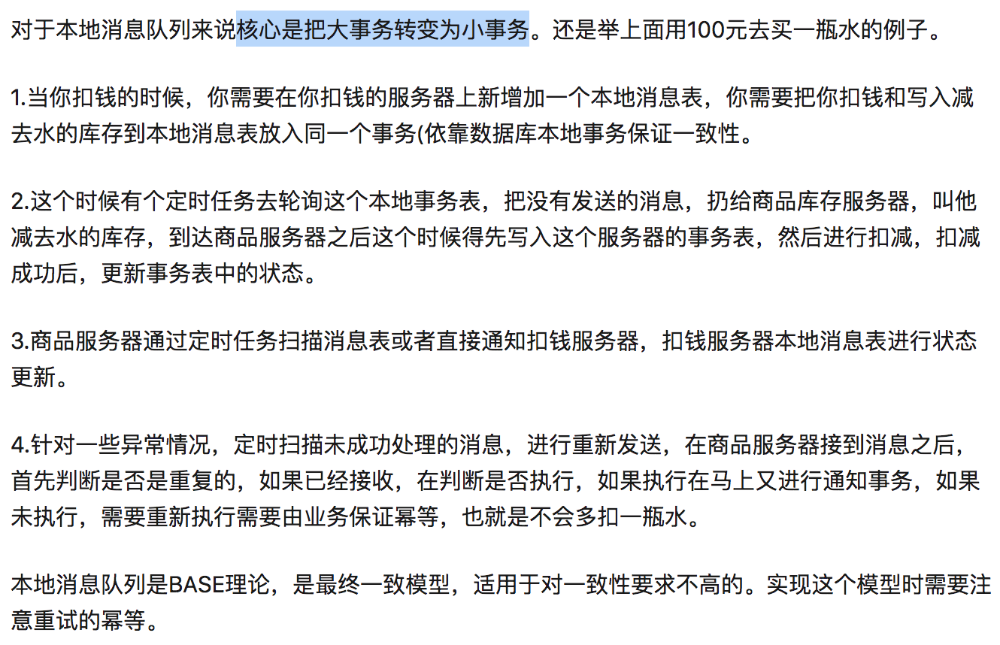 对于本地消息队列来说核心是把大事务转变为小事务。还是举上面用100元去买一瓶水的例子。
1.当你扣钱的时候，你需要在你扣钱的服务器上新增加一个本地消息表，你需要把你扣钱和写入减
去水的库存到本地消息表放入同一个事务(依靠数据库本地事务保证一致性。
2.这个时候有个定时任务去轮询这个本地事务表，把没有发送的消息，扔给商品库存服务器，叫他
减去水的库存，到达商品服务器之后这个时候得先写入这个服务器的事务表，然后进行扣减，扣减
成功后，更新事务表中的状态。
3.商品服务器通过定时任务扫描消息表或者直接通知扣钱服务器，扣钱服务器本地消息表进行状态
更新。
4.针对一些异常情况，定时扫描未成功处理的消息，进行重新发送，在商品服务器接到消息之后，
首先判断是否是重复的，如果已经接收，在判断是否执行，如果执行在马上又进行通知事务，如果
未执行，需要重新执行需要由业务保证幂等，也就是不会多扣一瓶水。
本地消息队列是BASE理论，是最终一致模型，适用于对一致性要求不高的。实现这个模型时需要注
意重试的幂等。